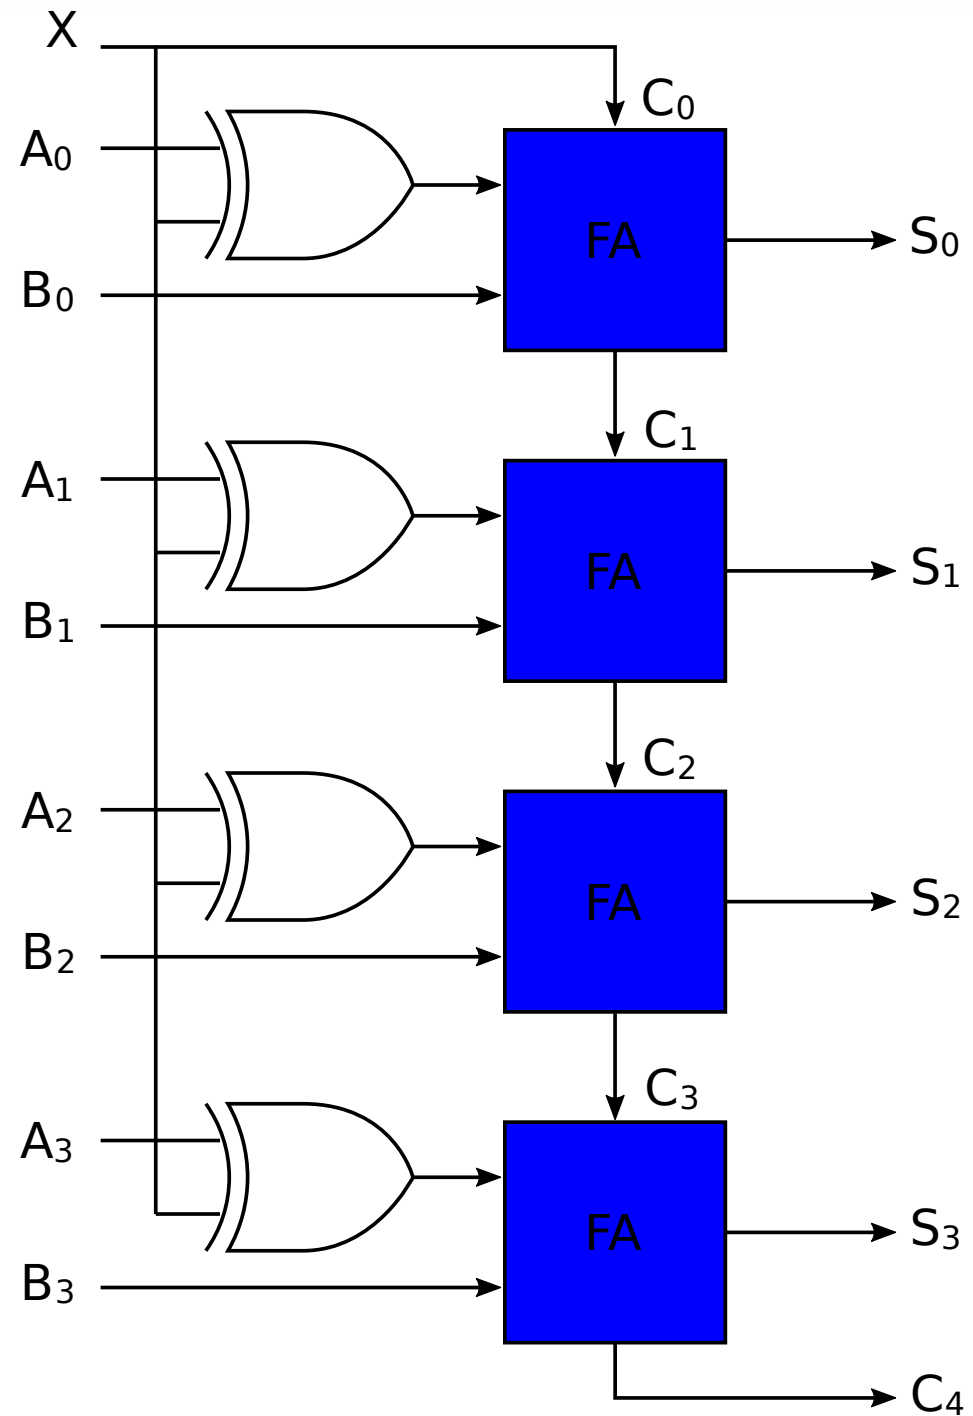 X
C₀
A₀
FA
S₀
B₀
C₁
A₁
FA
S₁
B₁
C₂
A₂
FA
S₂
B₂
C₃
A₃
FA
S₃
B₃
C₄